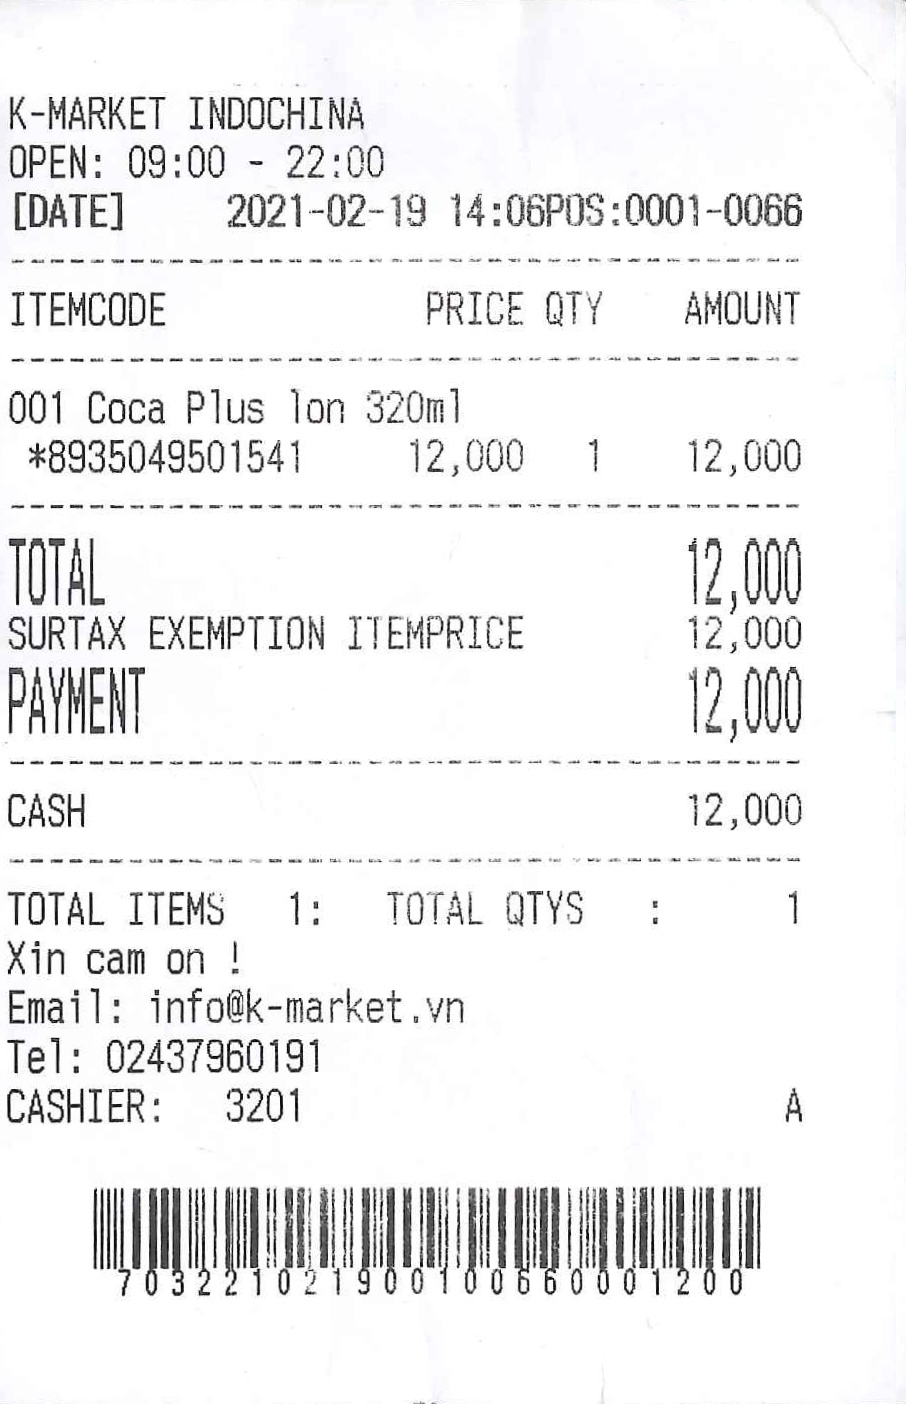 K-MARKET INDOCHINA
OPEN: 09:00 - 22:00
[DATE] 2021-02-19 14:06POS:0001-0066
ITEMCODE PRICE QTY AMOUNT
001 Coca Plus lon 320ml
*8935049501541 12,000 1 12,000
TOTAL 12,000
SURTAX EXEMPTION ITEMPRICE 12,000
PAYMENT 12,000
CASH 12,000
TOTAL ITEMS 1: TOTAL QTYS : 1
Xin cam on !
Email: info@k-market.vn
Tel: 02437960191
CASHIER: 3201 A
703221021900100660001200